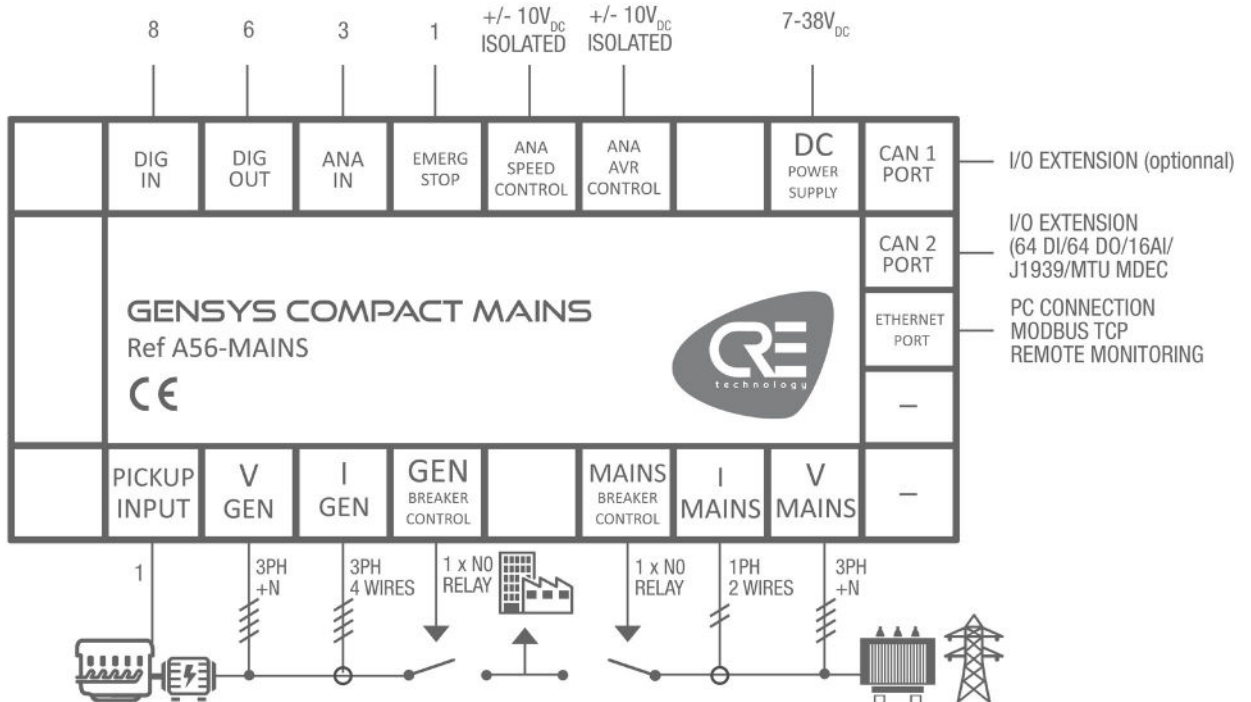 8
6
3
1
+/- 10VDC
ISOLATED
+/- 10VDC
ISOLATED
7-38VDC
DIG
IN
DIG
OUT
ANA
IN
EMERG
STOP
ANA
SPEED
CONTROL
ANA
AVR
CONTROL
DC
POWER
SUPPLY
CAN 1
PORT
I/O EXTENSION (optionnal)
CAN 2
PORT
I/O EXTENSION
(64 DI/64 DO/16AI/
J1939/MTU MDEC
ETHERNET
PORT
PC CONNECTION
MODBUS TCP
REMOTE MONITORING
–
–
GENSYS COMPACT MAINS
Ref A56-MAINS
CE
CRE
technology
PICKUP
INPUT
V
GEN
I
GEN
GEN
BREAKER
CONTROL
MAINS
BREAKER
CONTROL
I
MAINS
V
MAINS
1
3PH
+N
3PH
4 WIRES
1 x NO
RELAY
1 x NO
RELAY
1PH
2 WIRES
3PH
+N